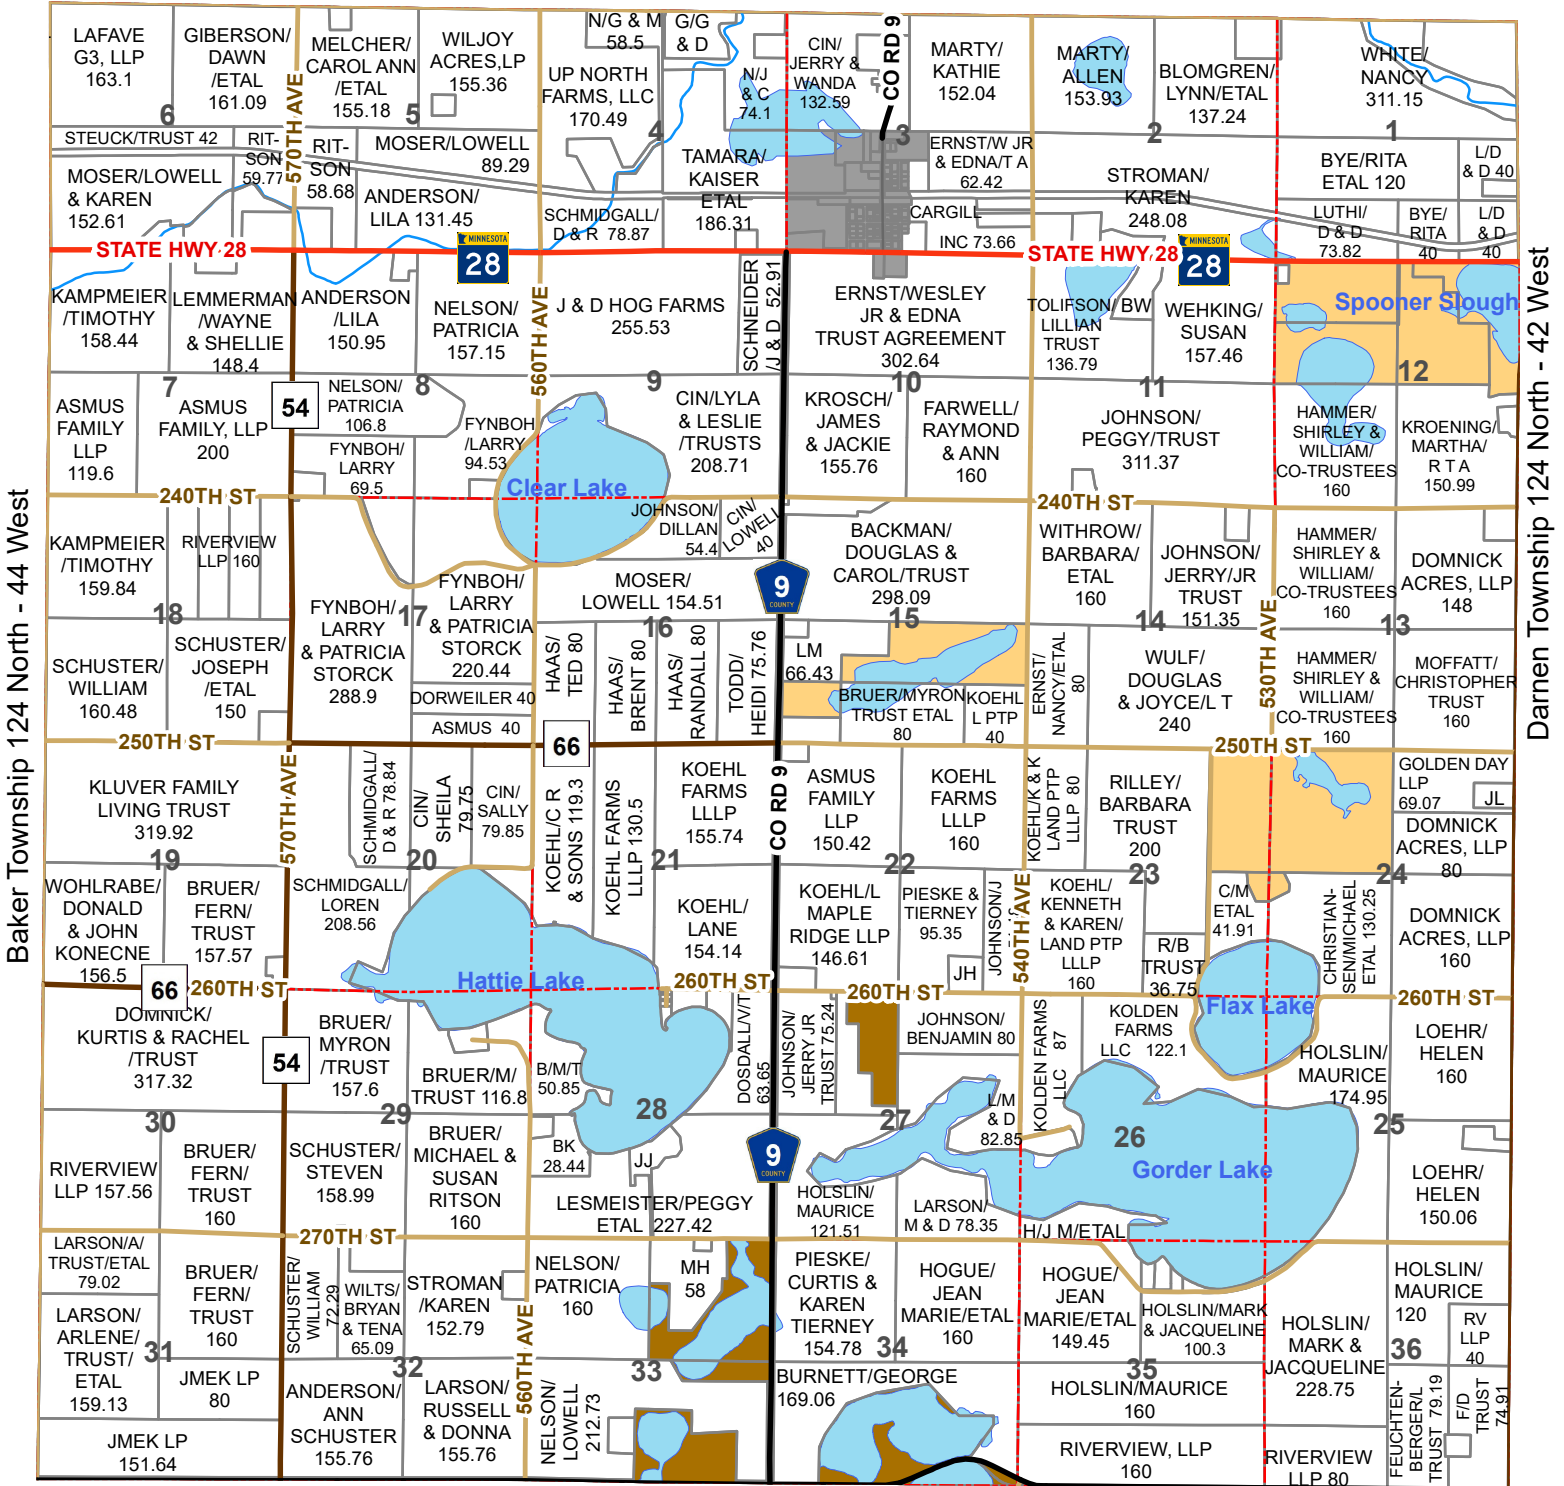 LAFAVE
G3, LLP
163.1
GIBERSON/
DAWN
/ETAL
161.09
570TH AVE
MELCHER/
CAROL ANN
/ETAL
155.18
WILJOY
ACRES,LP
155.36
N/G & M
58.5
G/G
& D
UP NORTH
FARMS, LLC
170.49
N/J
& C
74.1
CIN/
JERRY &
WANDA
132.59
CO RD 9
MARTY/
KATHIE
152.04
MARTY/
ALLEN
153.93
BLOMGREN/
LYNN/ETAL
137.24
WHITE/
NANCY
311.15
6
5
4
3
2
1
STEUCK/TRUST 42
RIT-
SON
59.77
RIT-
SON
58.68
MOSER/LOWELL
89.29
MOSER/LOWELL
& KAREN
152.61
ANDERSON/
LILA 131.45
SCHMIDGALL/
D & R 78.87
TAMARA/
KAISER
ETAL
186.31
ERNST/W JR
& EDNA/T A
62.42
CARGILL
INC 73.66
STROMAN/
KAREN
248.08
BYE/RITA
ETAL 120
L/D
& D 40
LUTHI/
D & D
73.82
BYE/
RITA
40
L/D
& D
40
STATE HWY 28
MINNESOTA
28
STATE HWY 28
MINNESOTA
28
KAMPMEIER
/TIMOTHY
158.44
LEMMERMAN
/WAYNE
& SHELLIE
148.4
ANDERSON
/LILA
150.95
NELSON/
PATRICIA
157.15
560TH AVE
J & D HOG FARMS
255.53
SCHNEIDER
/J & D 52.91
ERNST/WESLEY
JR & EDNA
TRUST AGREEMENT
302.64
TOLIFSON/
LILLIAN
TRUST
136.79
BW
WEHKING/
SUSAN
157.46
Spooner Slough
7
8
9
10
11
12
54
ASMUS
FAMILY
LLP
119.6
ASMUS
FAMILY, LLP
200
NELSON/
PATRICIA
106.8
FYNBOH/
LARRY
69.5
FYNBOH
/LARRY
94.53
Clear Lake
CIN/LYLA
& LESLIE
/TRUSTS
208.71
KROSCH/
JAMES
& JACKIE
155.76
FARWELL/
RAYMOND
& ANN
160
JOHNSON/
PEGGY/TRUST
311.37
HAMMER/
SHIRLEY &
WILLIAM/
CO-TRUSTEES
160
KROENING/
MARTHA/
R T A
150.99
240TH ST
240TH ST
Baker Township 124 North - 44 West
Darnen Township 124 North - 42 West
KAMPMEIER
/TIMOTHY
159.84
RIVERVIEW
LLP 160
JOHNSON/
DILLAN
54.4
CIN/
LOWELL
40
9
COUNTY
BACKMAN/
DOUGLAS &
CAROL/TRUST
298.09
WITHROW/
BARBARA/
ETAL
160
JOHNSON/
JERRY/JR
TRUST
151.35
530TH AVE
HAMMER/
SHIRLEY &
WILLIAM/
CO-TRUSTEES
160
DOMNICK
ACRES, LLP
148
18
17
16
15
14
13
SCHUSTER/
WILLIAM
160.48
SCHUSTER/
JOSEPH
/ETAL
150
FYNBOH/
LARRY
& PATRICIA
STORCK
288.9
FYNBOH/
LARRY
& PATRICIA
STORCK
220.44
DORWEILER 40
ASMUS 40
MOSER/
LOWELL 154.51
HAAS/
TED 80
HAAS/
BRENT 80
HAAS/
RANDALL 80
TODD/
HEIDI 75.76
LM
66.43
BRUER/MYRON
TRUST ETAL
80
KOEHL
L PTP
40
ERNST/
NANCY/ETAL
80
WULF/
DOUGLAS
& JOYCE/L T
240
HAMMER/
SHIRLEY &
WILLIAM/
CO-TRUSTEES
160
MOFFATT/
CHRISTOPHER
TRUST
160
250TH ST
66
250TH ST
KLUVER FAMILY
LIVING TRUST
319.92
570TH AVE
SCHMIDGALL/
D & R 78.84
CIN/
SHEILA
79.75
CIN/
SALLY
79.85
KOEHL/C R
& SONS 119.3
KOEHL FARMS
LLLP 130.5
KOEHL
FARMS
LLLP
155.74
CO RD 9
ASMUS
FAMILY
LLP
150.42
KOEHL
FARMS
LLLP
160
KOEHL/K & K
LAND PTP
LLLP 80
RILLEY/
BARBARA
TRUST
200
GOLDEN DAY
LLP
69.07
JL
DOMNICK
ACRES, LLP
80
19
20
21
22
23
24
WOHLRABE/
DONALD
& JOHN
KONECNE
156.5
BRUER/
FERN/
TRUST
157.57
SCHMIDGALL/
LOREN
208.56
Hattie Lake
KOEHL/
LANE
154.14
KOEHL/L
MAPLE
RIDGE LLP
146.61
PIESKE &
TIERNEY
95.35
JH
JOHNSON/J
540TH AVE
KOEHL/
KENNETH
& KAREN/
LAND PTP
LLLP
160
R/B
TRUST
36.75
C/M
ETAL
41.91
CHRISTIAN-
SEN/MICHAEL
ETAL 130.25
DOMNICK
ACRES, LLP
160
66
260TH ST
260TH ST
260TH ST
Flax Lake
260TH ST
DOMNICK/
KURTIS & RACHEL
/TRUST
317.32
54
BRUER/
MYRON
/TRUST
157.6
BRUER/M/
TRUST 116.8
B/M/T
50.85
DOSDALL/V/T
63.65
JOHNSON/
JERRY JR
TRUST 75.24
JOHNSON/
BENJAMIN 80
KOLDEN FARMS
LLC 87
KOLDEN
FARMS
LLC 122.1
HOLSLIN/
MAURICE
174.95
LOEHR/
HELEN
160
30
29
28
27
26
25
L/M
& D
82.85
RIVERVIEW
LLP 157.56
BRUER/
FERN/
TRUST
160
SCHUSTER/
STEVEN
158.99
BRUER/
MICHAEL &
SUSAN
RITSON
160
BK
28.44
JJ
LESMEISTER/PEGGY
ETAL 227.42
9
COUNTY
HOLSLIN/
MAURICE
121.51
LARSON/
M & D 78.35
H/J M/ETAL
Gorder Lake
LOEHR/
HELEN
150.06
270TH ST
LARSON/A/
TRUST/ETAL
79.02
LARSON/
ARLENE/
TRUST/
ETAL
159.13
BRUER/
FERN/
TRUST
160
SCHUSTER/
WILLIAM
72.29
WILTS/
BRYAN
& TENA
65.09
STROMAN
/KAREN
152.79
560TH AVE
NELSON/
PATRICIA
160
MH
58
PIESKE/
CURTIS &
KAREN
TIERNEY
154.78
HOGUE/
JEAN
MARIE/ETAL
160
HOGUE/
JEAN
MARIE/ETAL
149.45
HOLSLIN/MARK
& JACQUELINE
100.3
HOLSLIN/
MARK &
JACQUELINE
228.75
HOLSLIN/
MAURICE
120
RV
LLP
40
31
32
33
34
35
36
JMEK LP
80
JMEK LP
151.64
ANDERSON/
ANN
SCHUSTER
155.76
LARSON/
RUSSELL
& DONNA
155.76
NELSON/
LOWELL
212.73
BURNETT/GEORGE
169.06
HOLSLIN/MAURICE
160
RIVERVIEW, LLP
160
RIVERVIEW
LLP 80
FEUCHTEN-
BERGER/L
TRUST 79.19
F/D
TRUST
74.91